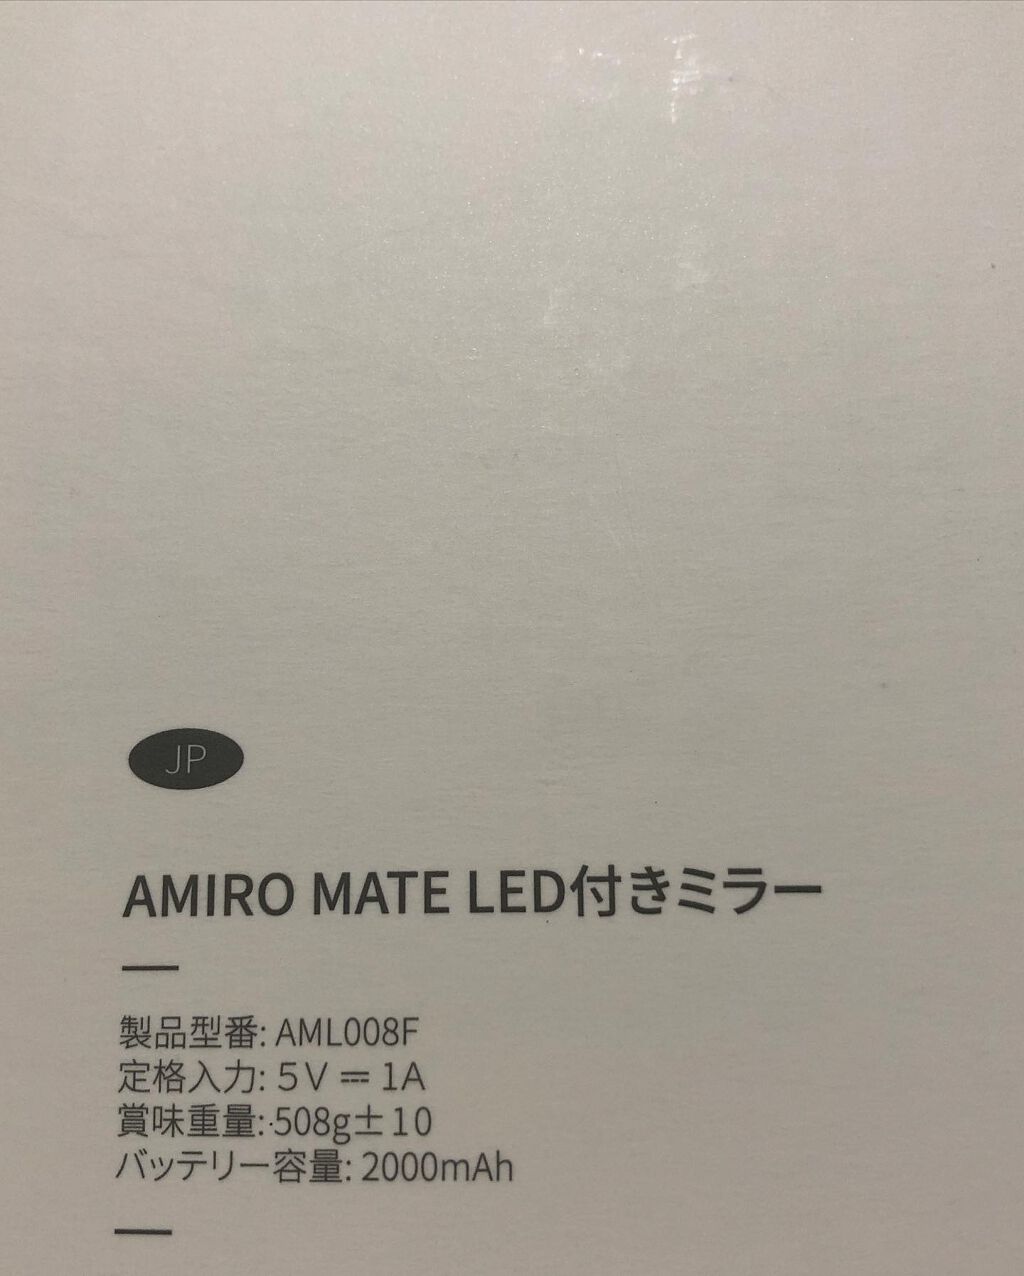 JP
AMIRO MATE LED付きミラー
製品型番: AML008F
定格入力: 5V ⎓ 1A
賞味重量: 508g±10
バッテリー容量: 2000mAh